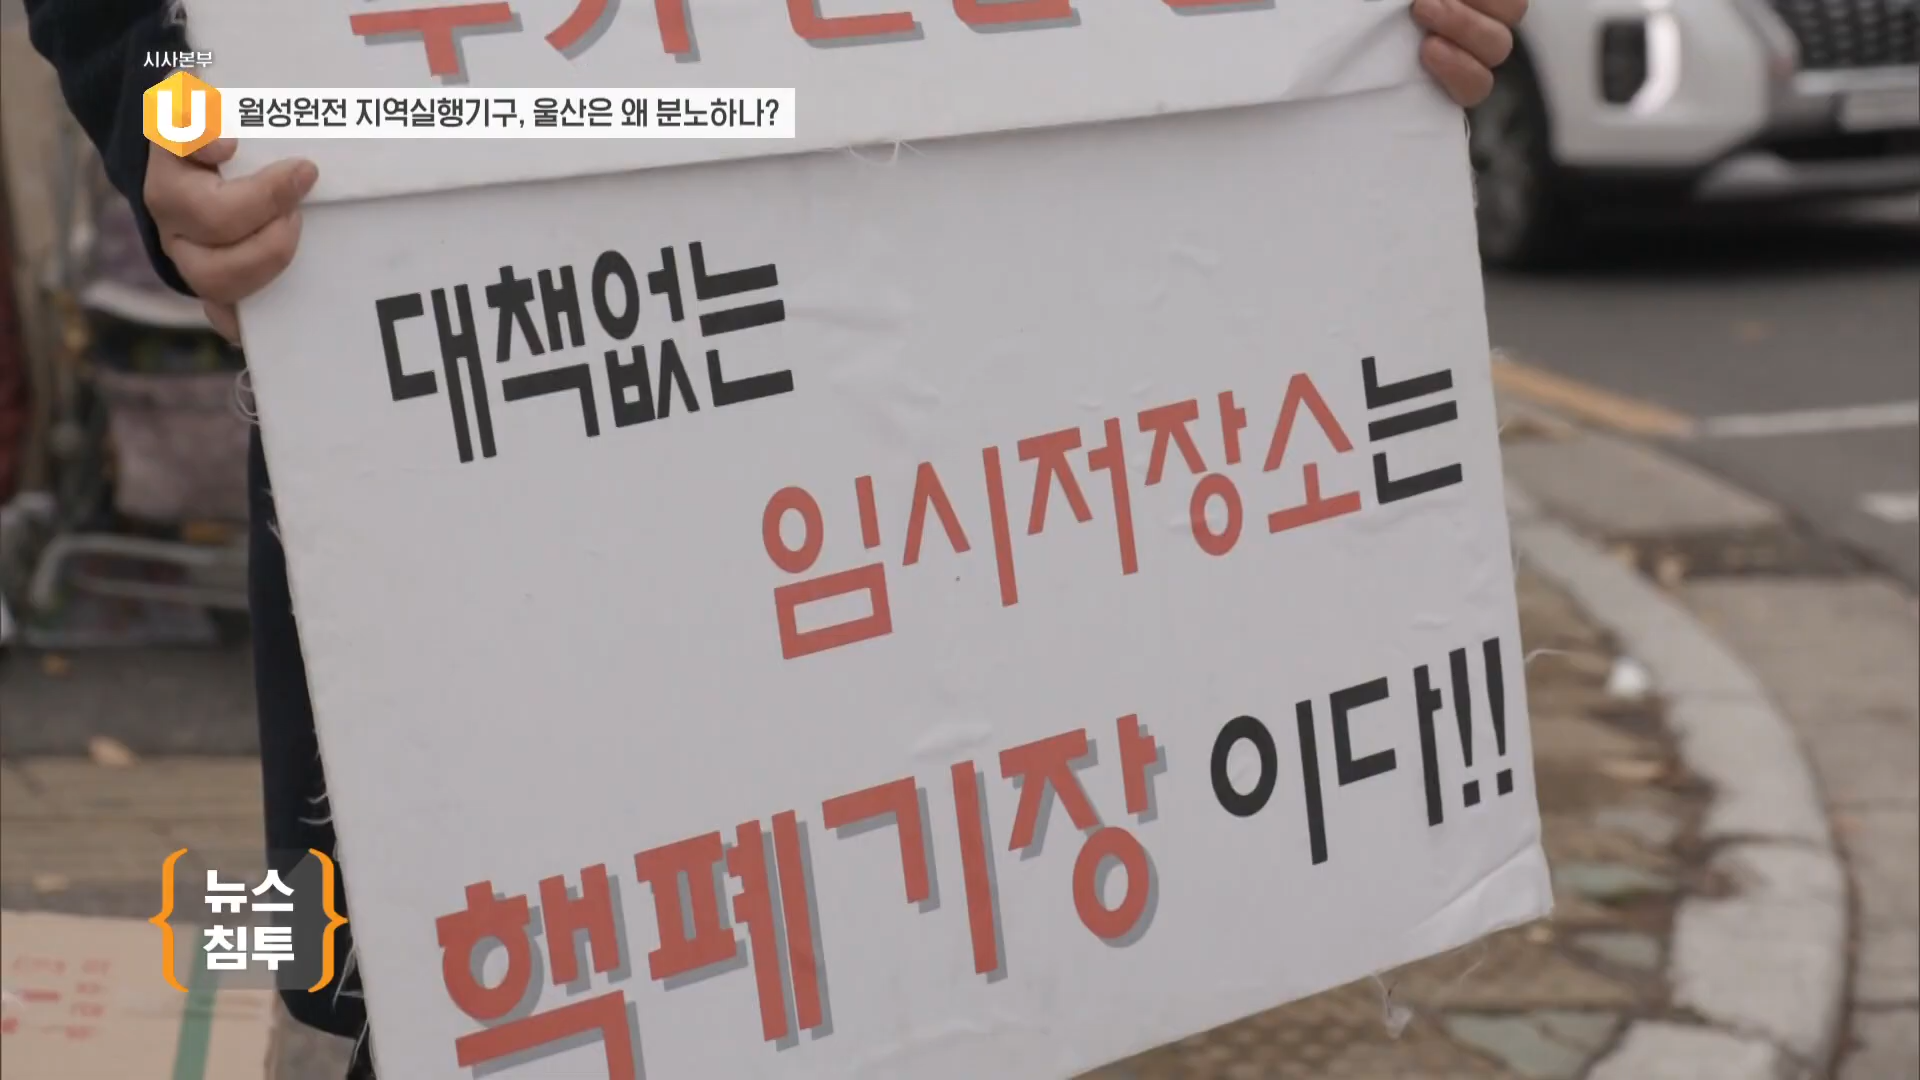 시사본부
U 월성원전 지역실행기구, 울산은 왜 분노하나?
대책없는
임시저장소는
핵폐기장 이다!!
뉴스
침투